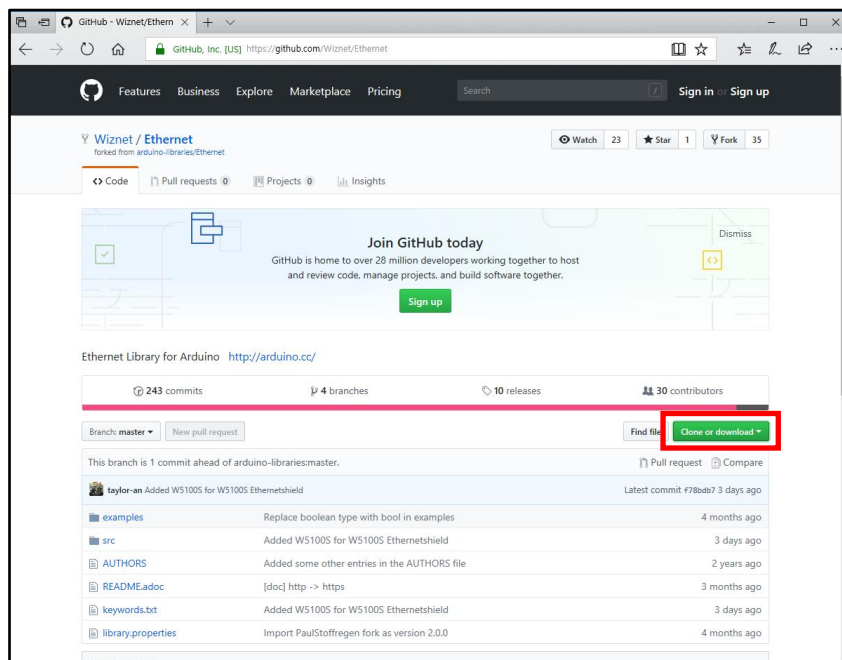 GitHub - Wiznet/Ethern
GitHub, Inc. [US] https://github.com/Wiznet/Ethernet
Features Business Explore Marketplace Pricing Search / Sign in or Sign up
Wiznet / Ethernet Watch 23 Star 1 Fork 35
forked from arduino-libraries/Ethernet
Code Pull requests 0 Projects 0 Insights
Dismiss
Join GitHub today
GitHub is home to over 28 million developers working together to host
and review code, manage projects, and build software together.
Sign up
Ethernet Library for Arduino http://arduino.cc/
243 commits 4 branches 10 releases 30 contributors
Branch: master New pull request Find file Clone or download
This branch is 1 commit ahead of arduino-libraries:master. Pull request Compare
taylor-an Added W5100S for W5100S Ethernetshield Latest commit f78bdb7 3 days ago
examples Replace boolean type with bool in examples 4 months ago
src Added W5100S for W5100S Ethernetshield 3 days ago
AUTHORS Added some other entries in the AUTHORS file 2 years ago
README.adoc [doc] http -> https 3 months ago
keywords.txt Added W5100S for W5100S Ethernetshield 3 days ago
library.properties Import PaulStoffregen fork as version 2.0.0 4 months ago